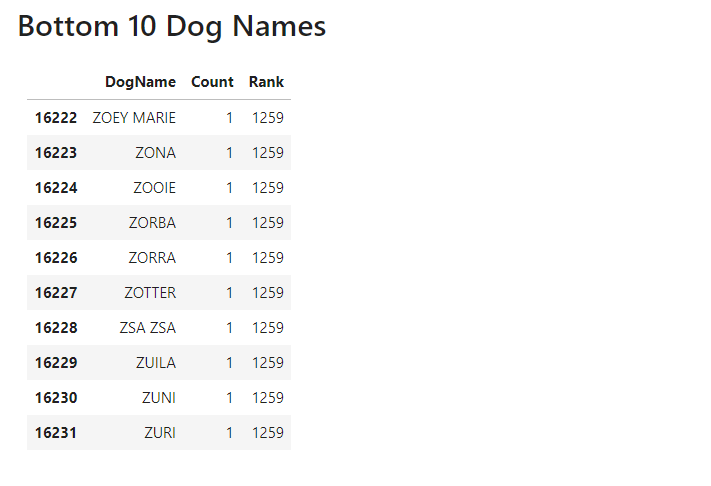 Bottom 10 Dog Names
DogName Count Rank
16222 ZOEY MARIE 1 1259
16223 ZONA 1 1259
16224 ZOOIE 1 1259
16225 ZORBA 1 1259
16226 ZORRA 1 1259
16227 ZOTTER 1 1259
16228 ZSA ZSA 1 1259
16229 ZUILA 1 1259
16230 ZUNI 1 1259
16231 ZURI 1 1259